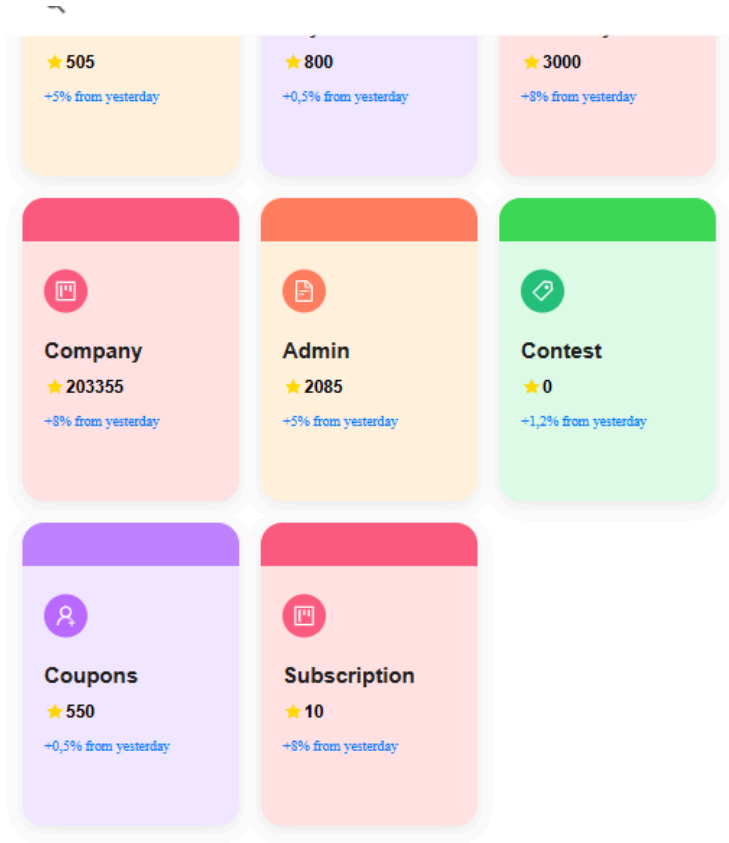 505
800
3000
+5% from yesterday
+0,5% from yesterday
+8% from yesterday
Company
Admin
Contest
203355
2085
0
+8% from yesterday
+5% from yesterday
+1,2% from yesterday
Coupons
Subscription
550
10
+0,5% from yesterday
+8% from yesterday